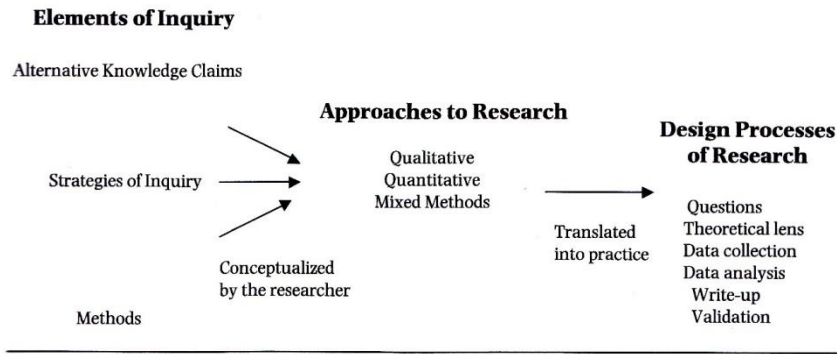 Elements of Inquiry
Alternative Knowledge Claims
Approaches to Research
Design Processes
of Research
Strategies of Inquiry
Qualitative
Quantitative
Mixed Methods
Conceptualized
by the researcher
Translated
into practice
Questions
Theoretical lens
Data collection
Data analysis
Write-up
Validation
Methods